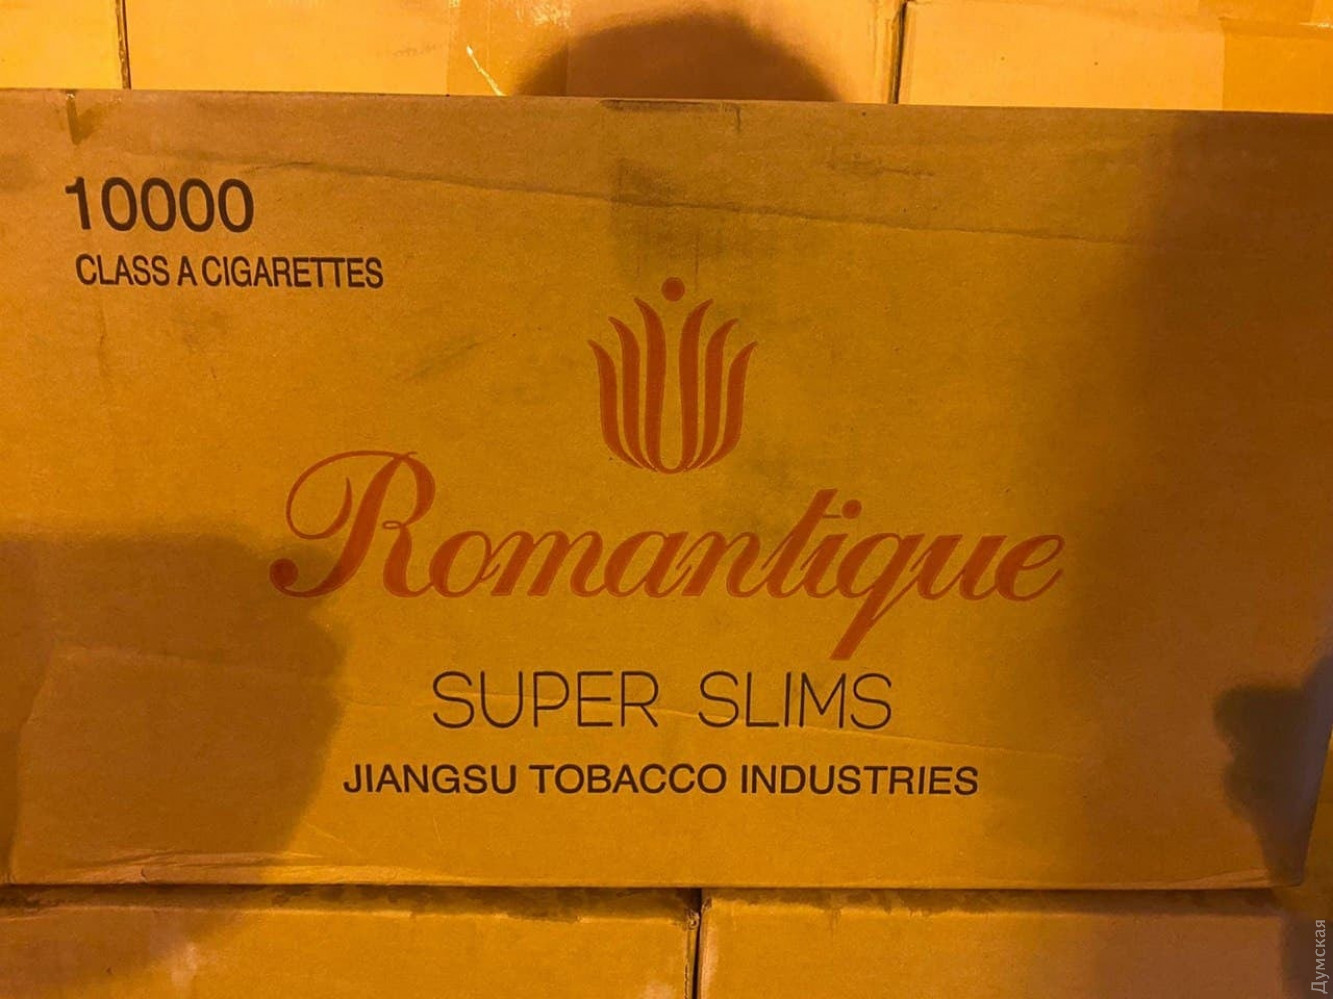 10000
CLASS A CIGARETTES
Romantique
SUPER SLIMS
JIANGSU TOBACCO INDUSTRIES
Думская